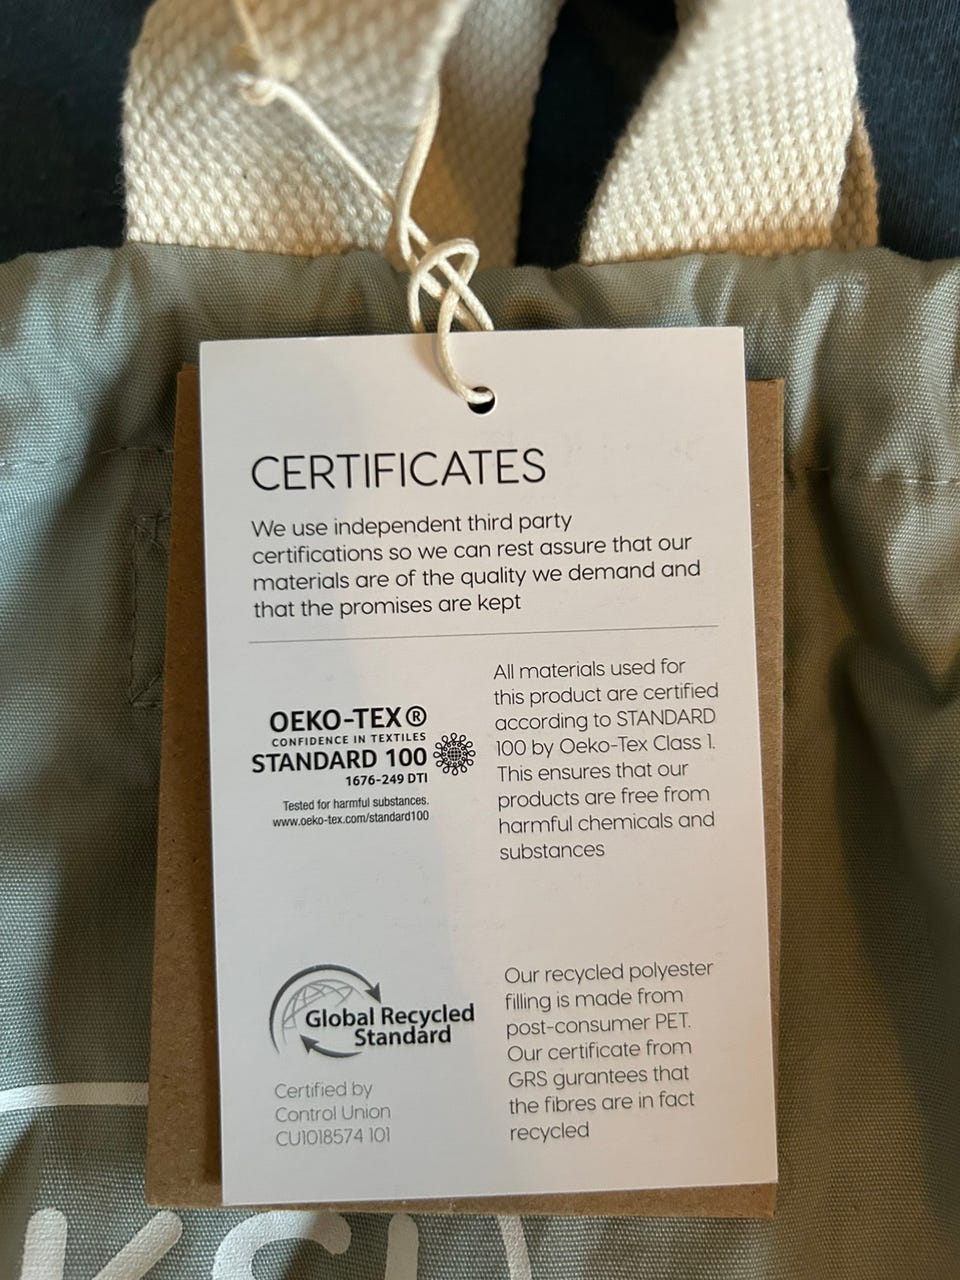 CERTIFICATES
We use independent third party
certifications so we can rest assure that our
materials are of the quality we demand and
that the promises are kept
OEKO-TEX®
CONFIDENCE IN TEXTILES
STANDARD 100
1676-249 DTI
Tested for harmful substances.
www.oeko-tex.com/standard100
All materials used for
this product are certified
according to STANDARD
100 by Oeko-Tex Class 1.
This ensures that our
products are free from
harmful chemicals and
substances
Global Recycled
Standard
Certified by
Control Union
CU1018574 101
Our recycled polyester
filling is made from
post-consumer PET.
Our certificate from
GRS gurantees that
the fibres are in fact
recycled